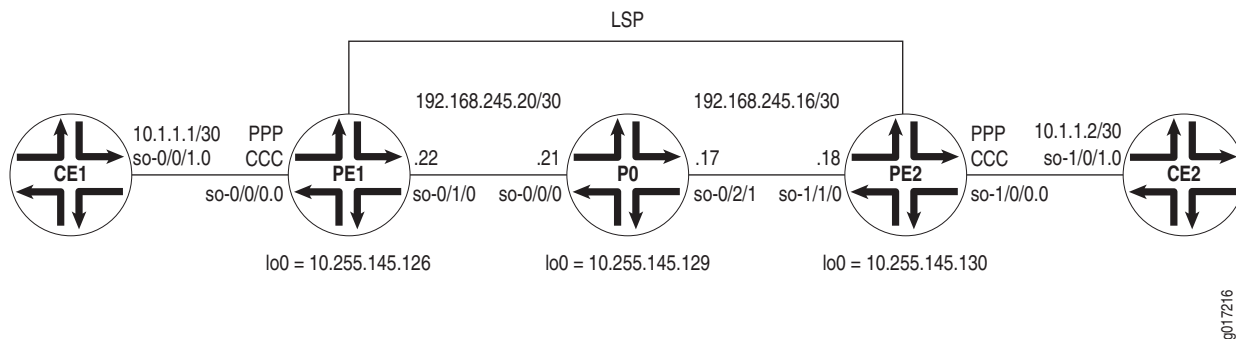 LSP
192.168.245.20/30
192.168.245.16/30
10.1.1.1/30
so-0/0/1.0
PPP
CCC
.22
.21
.17
.18
PPP
CCC
10.1.1.2/30
so-1/0/1.0
CE1
PE1
P0
PE2
CE2
so-0/0/0.0
so-0/1/0
so-0/0/0
so-0/2/1
so-1/1/0
so-1/0/0.0
lo0 = 10.255.145.126
lo0 = 10.255.145.129
lo0 = 10.255.145.130
g017216